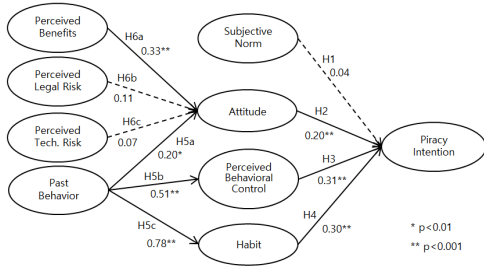 Perceived
Benefits
H6a
0.33**
Subjective
Norm
H1
0.04
Perceived
Legal Risk
H6b
0.11
Attitude
H2
0.20**
Perceived
Tech. Risk
H6c
0.07
H5a
0.20*
Piracy
Intention
Past
Behavior
H5b
0.51**
Perceived
Behavioral
Control
H3
0.31**
H5c
0.78**
Habit
H4
0.30**
* p<0.01
** p<0.001